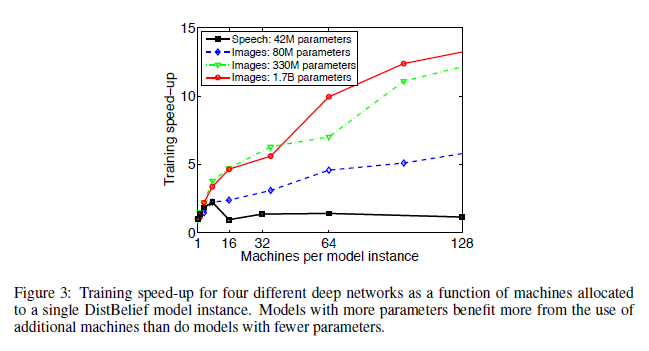 15
Speech: 42M parameters
Images: 80M parameters
Images: 330M parameters
Images: 1.7B parameters
10
5
0
Training speed−up
1 16 32 64 128
Machines per model instance
Figure 3: Training speed-up for four different deep networks as a function of machines allocated
to a single DistBelief model instance. Models with more parameters benefit more from the use of
additional machines than do models with fewer parameters.